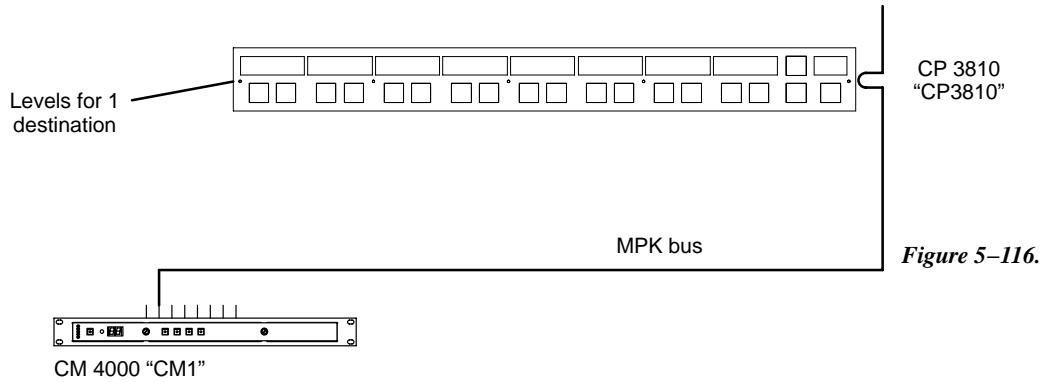 Levels for 1
destination
CP 3810
“CP3810”
MPK bus
Figure 5–116.
CM 4000 “CM1”